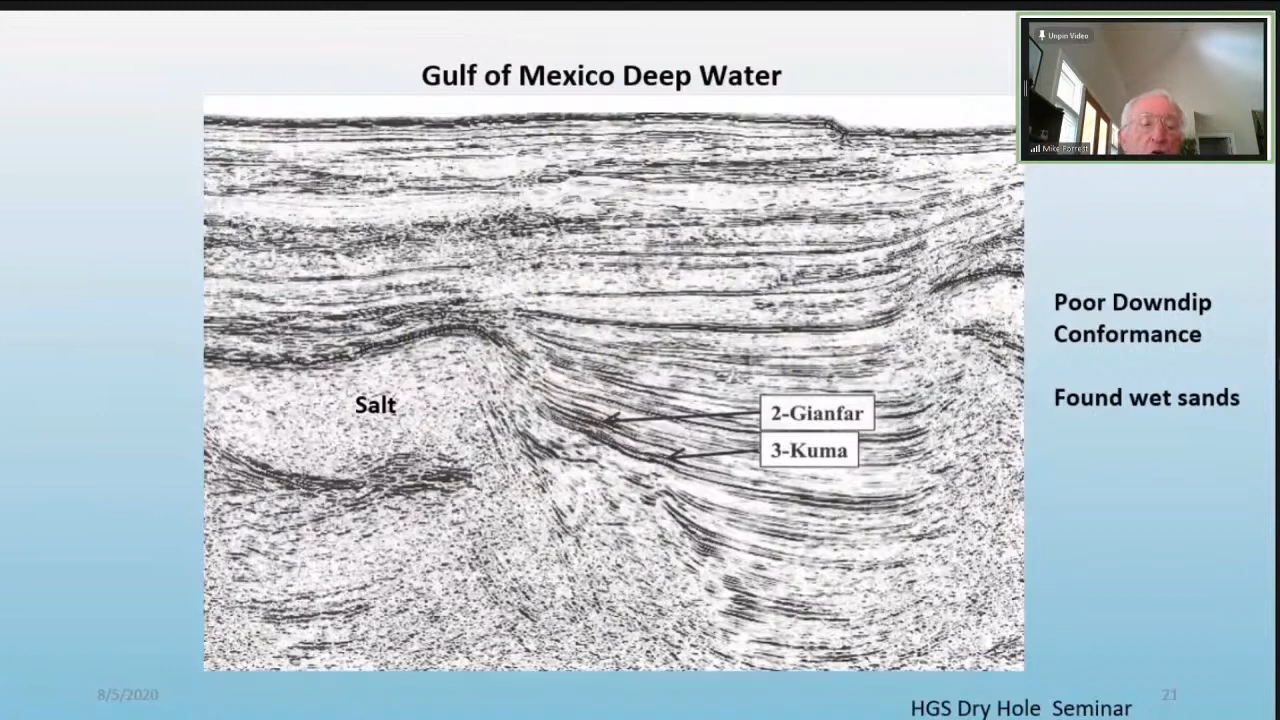 Gulf of Mexico Deep Water
Unpin Video
Mike Forrest
Poor Downdip
Conformance
Found wet sands
Salt
2-Gianfar
3-Kuma
8/5/2020
HGS Dry Hole Seminar
21